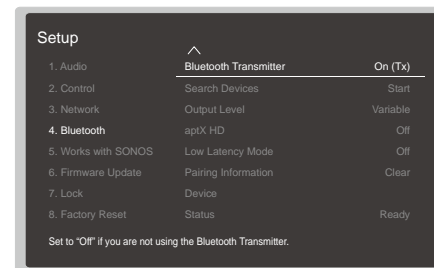 Setup
1. Audio
Bluetooth Transmitter On (Tx)
2. Control
Search Devices Start
3. Network
Output Level Variable
4. Bluetooth
aptX HD Off
5. Works with SONOS
Low Latency Mode Off
6. Firmware Update
Pairing Information Clear
7. Lock
Device
8. Factory Reset
Status Ready
Set to “Off” if you are not using the Bluetooth Transmitter.